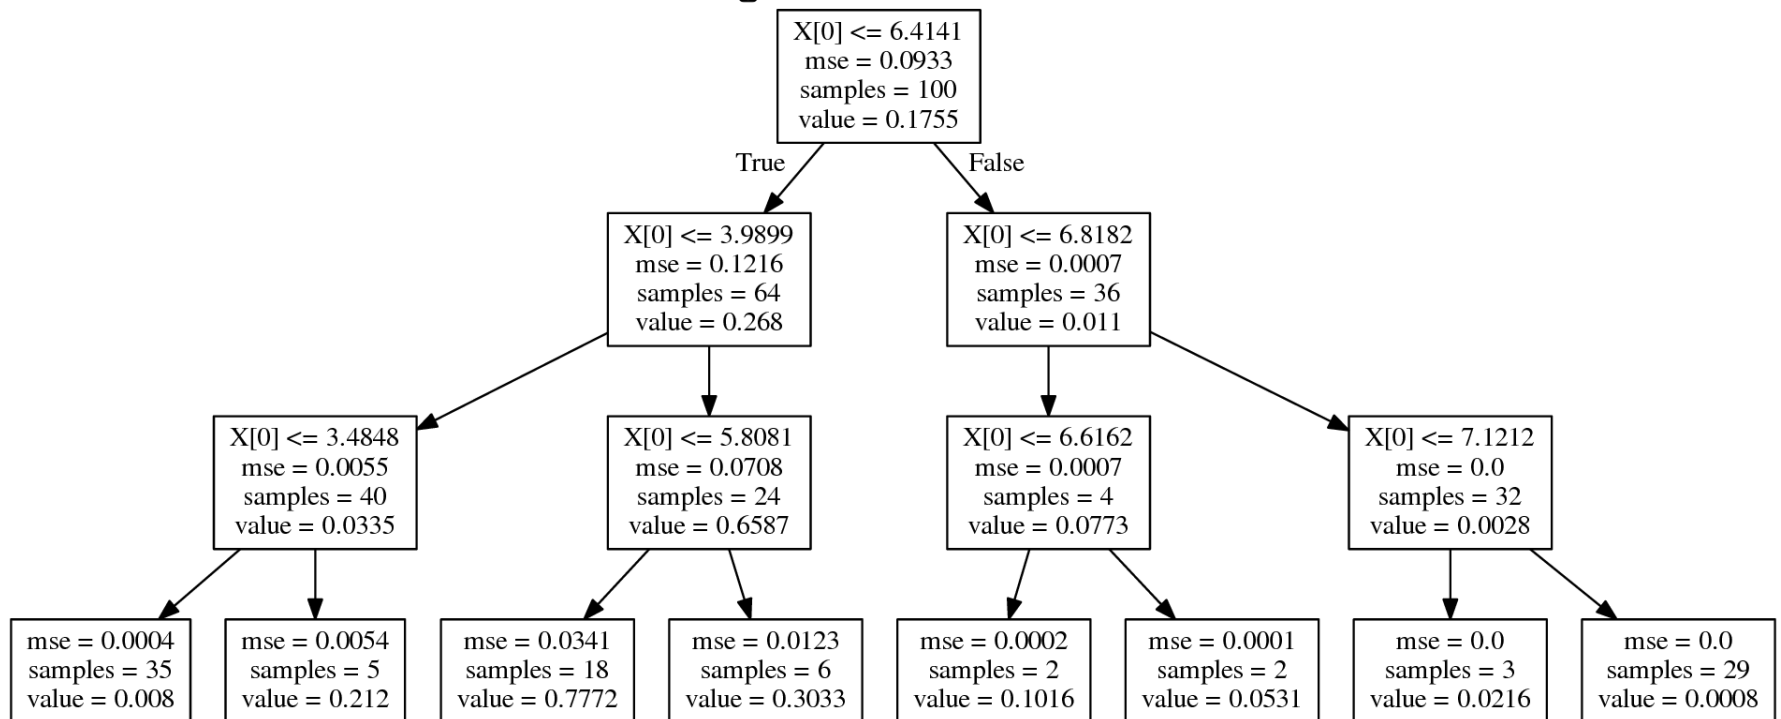 X[0] <= 6.4141
mse = 0.0933
samples = 100
value = 0.1755
True
False
X[0] <= 3.9899
mse = 0.1216
samples = 64
value = 0.268
X[0] <= 6.8182
mse = 0.0007
samples = 36
value = 0.011
X[0] <= 3.4848
mse = 0.0055
samples = 40
value = 0.0335
X[0] <= 5.8081
mse = 0.0708
samples = 24
value = 0.6587
X[0] <= 6.6162
mse = 0.0007
samples = 4
value = 0.0773
X[0] <= 7.1212
mse = 0.0
samples = 32
value = 0.0028
mse = 0.0004
samples = 35
value = 0.008
mse = 0.0054
samples = 5
value = 0.212
mse = 0.0341
samples = 18
value = 0.7772
mse = 0.0123
samples = 6
value = 0.3033
mse = 0.0002
samples = 2
value = 0.1016
mse = 0.0001
samples = 2
value = 0.0531
mse = 0.0
samples = 3
value = 0.0216
mse = 0.0
samples = 29
value = 0.0008